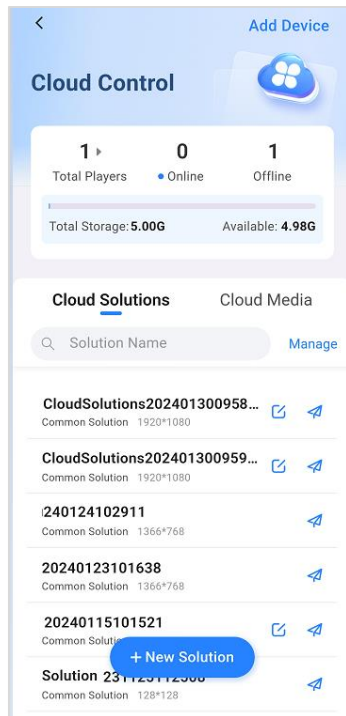 Add Device
Cloud Control
1 0 1
Total Players Online Offline
Total Storage: 5.00G Available: 4.98G
Cloud Solutions Cloud Media
Solution Name Manage
CloudSolutions202401300958...
Common Solution 1920*1080
CloudSolutions202401300959...
Common Solution 1920*1080
240124102911
Common Solution 1366*768
20240123101638
Common Solution 1366*768
20240115101521
Common
+ New Solution
Solution
Common Solution 128*128